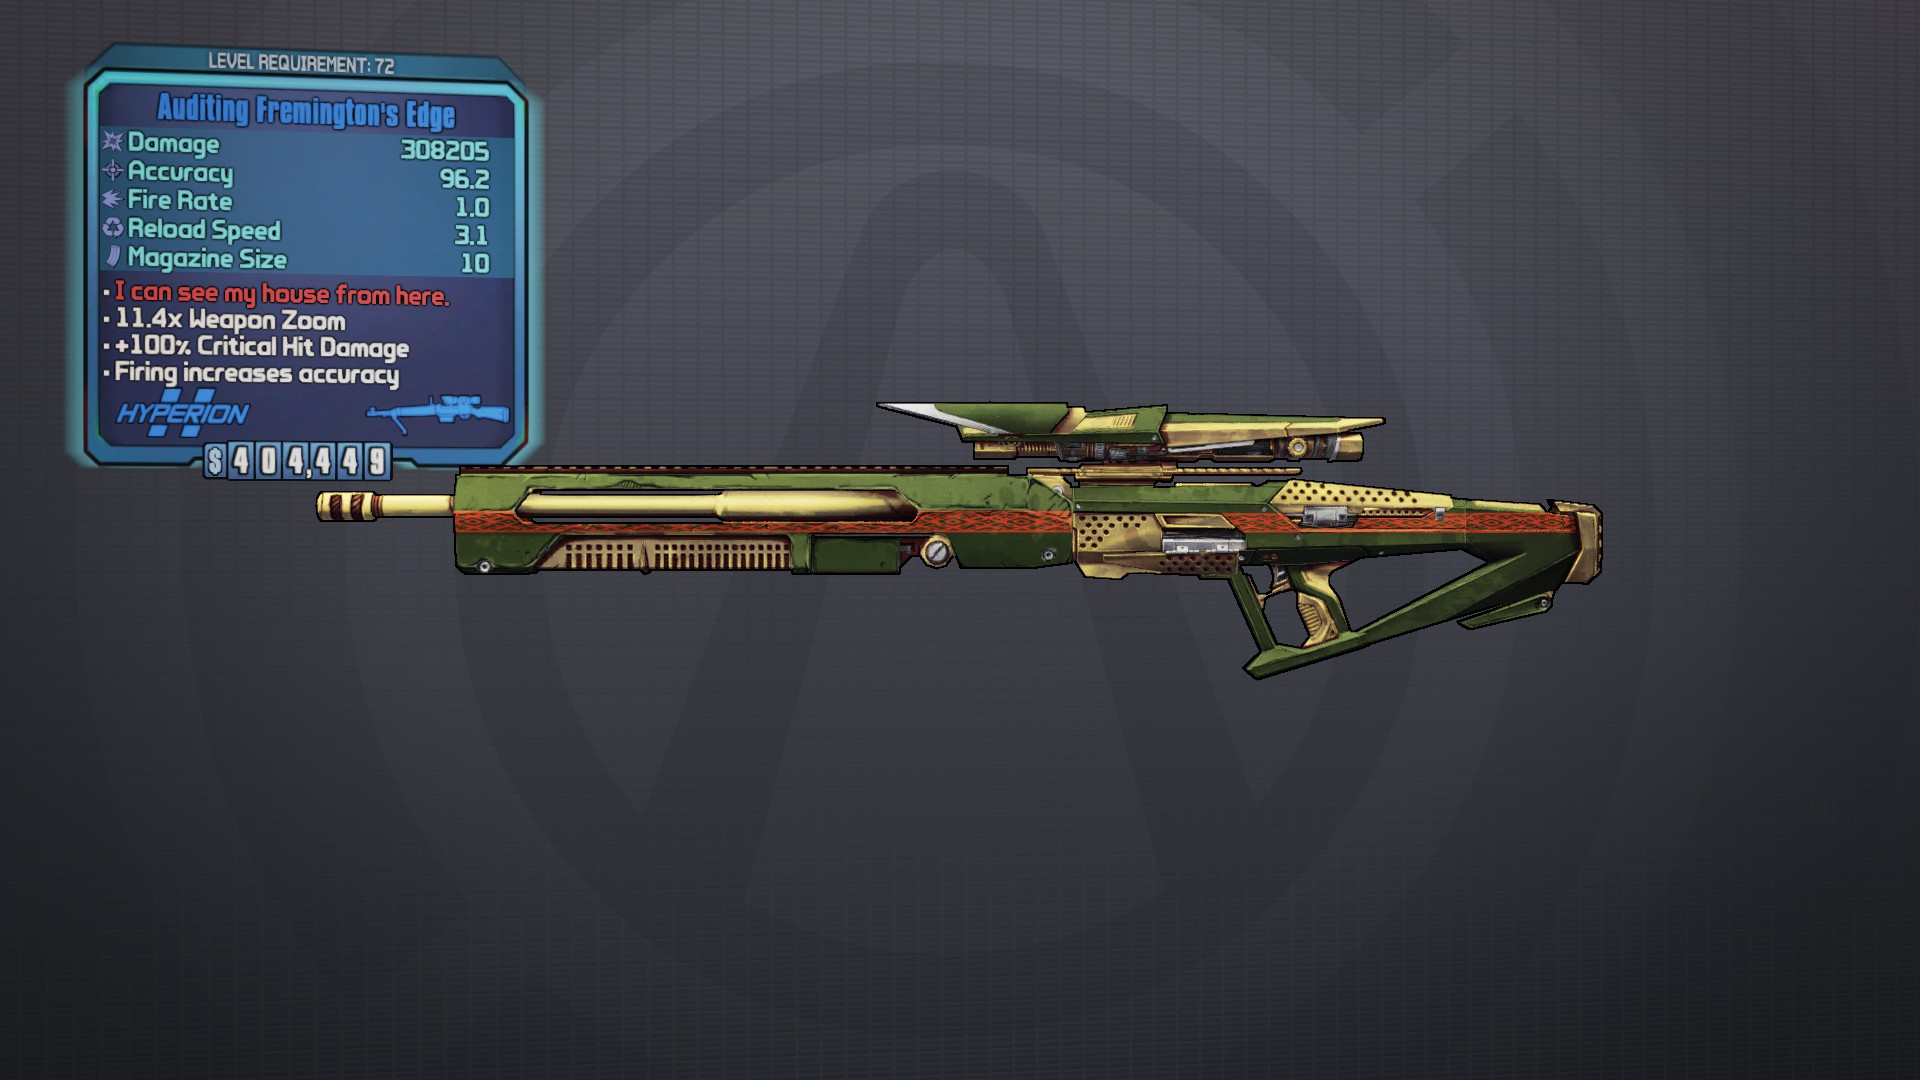 LEVEL REQUIREMENT: 72
Auditing Fremington's Edge
Damage 308205
Accuracy 96.2
Fire Rate 1.0
Reload Speed 3.1
Magazine Size 10
• I can see my house from here.
• 11.4x Weapon Zoom
• +100% Critical Hit Damage
• Firing increases accuracy
HYPERION
$404,449